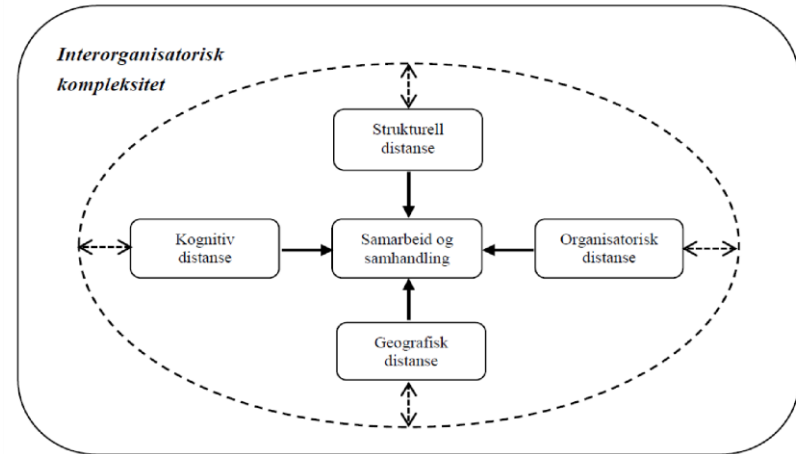 Interorganisatorisk
kompleksitet
Strukturell
distanse
Kognitiv
distanse
Samarbeid og
samhandling
Organisatorisk
distanse
Geografisk
distanse